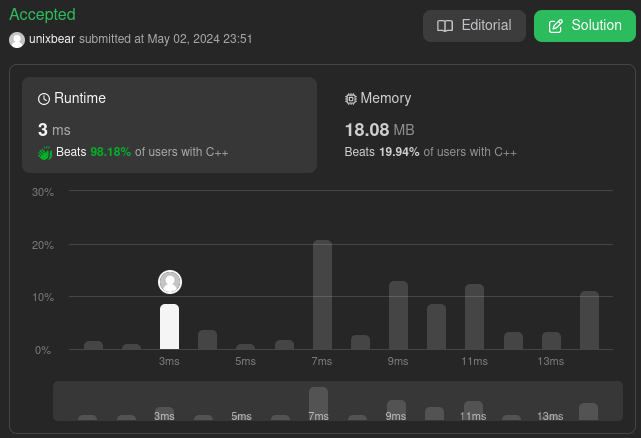 Accepted
unixbear submitted at May 02, 2024 23:51
Editorial
Solution
Runtime
3 ms
Beats 98.18% of users with C++
Memory
18.08 MB
Beats 19.94% of users with C++
30%
20%
10%
0%
3ms 5ms 7ms 9ms 11ms 13ms
3ms 5ms 7ms 9ms 11ms 13ms